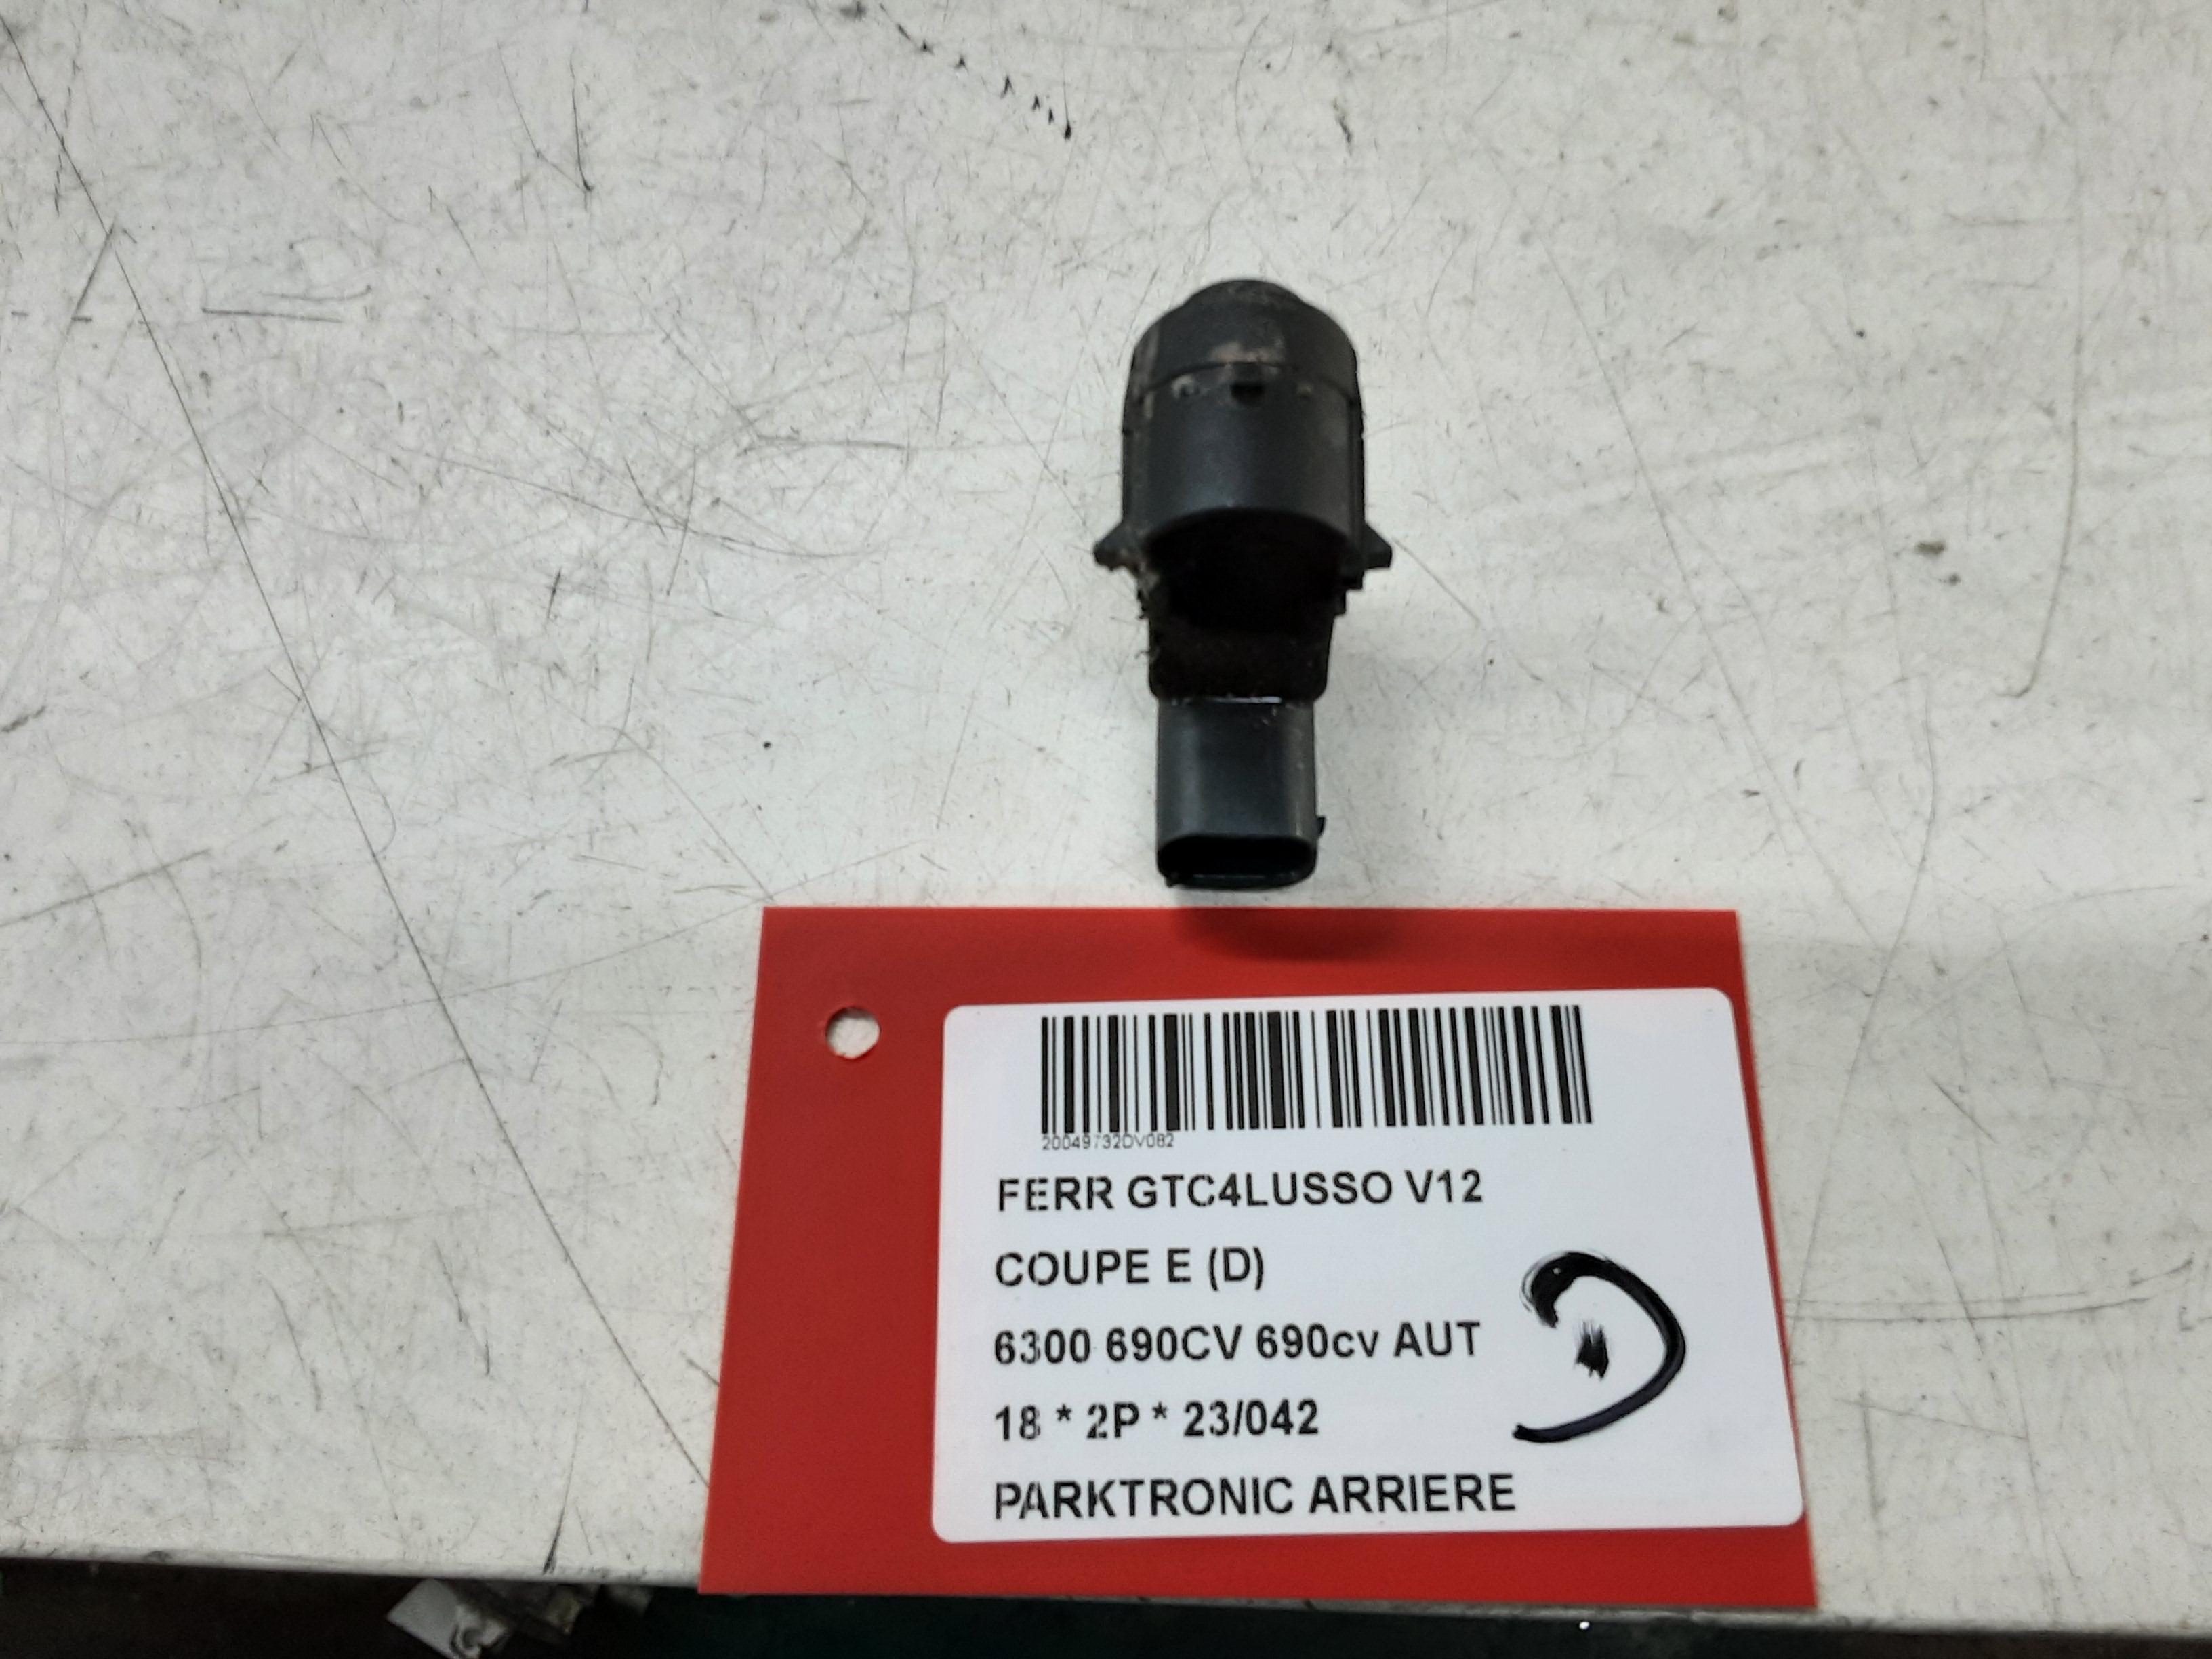 20049732DV082
FERR GTC4LUSSO V12
COUPE E (D)
6300 690CV 690cv AUT
18 * 2P * 23/042
PARKTRONIC ARRIERE